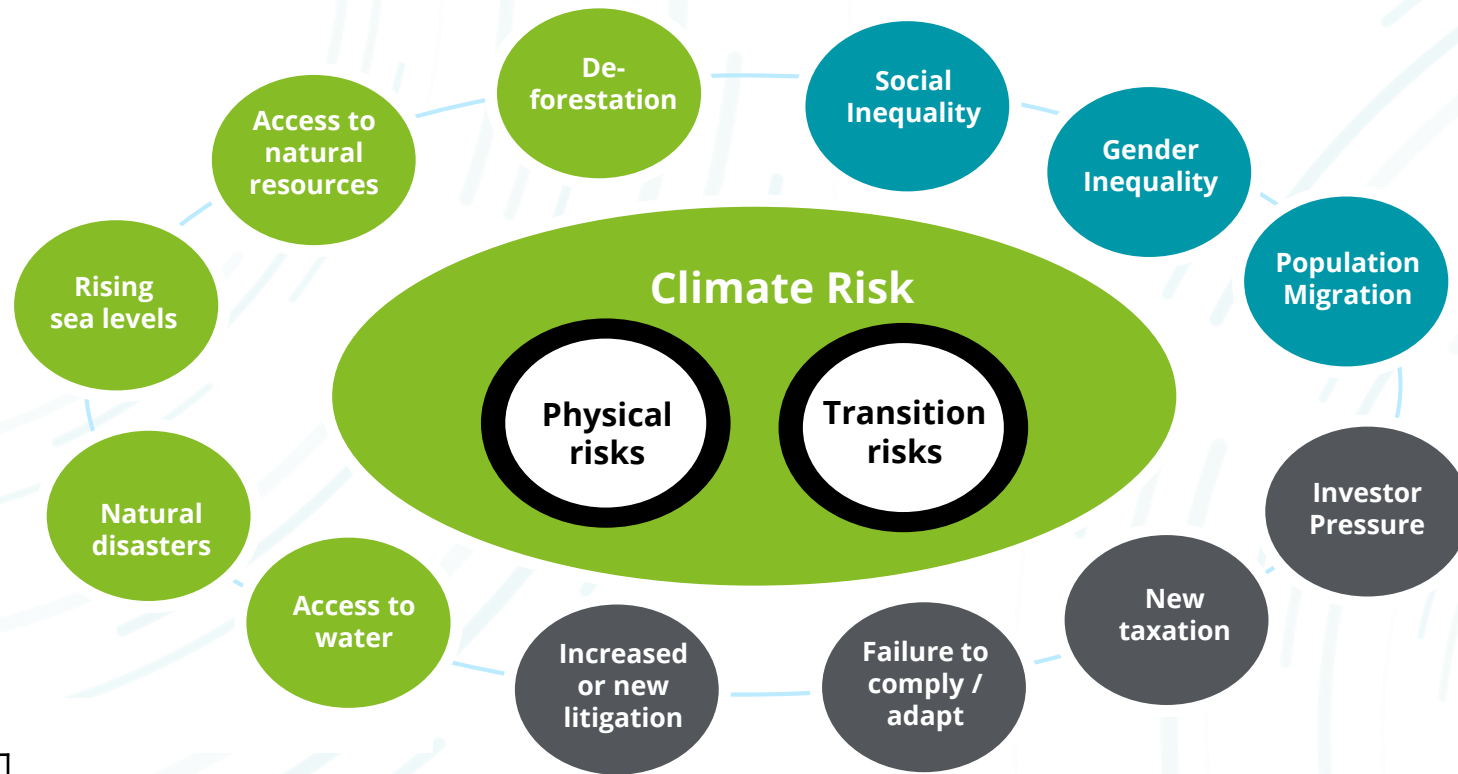 De-
forestation
Social
Inequality
Access to
natural
resources
Gender
Inequality
Rising
sea levels
Climate Risk
Population
Migration
Physical
risks
Transition
risks
Natural
disasters
Investor
Pressure
Access to
water
New
taxation
Increased
or new
litigation
Failure to
comply /
adapt